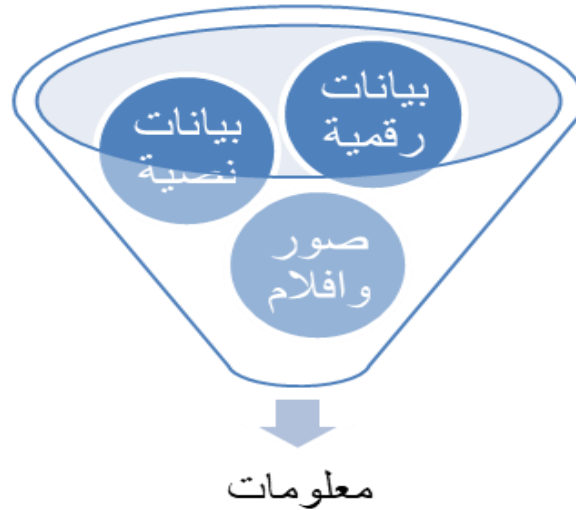 بيانات
رقمية
بيانات
نصية
صور
وافلام
معلومات